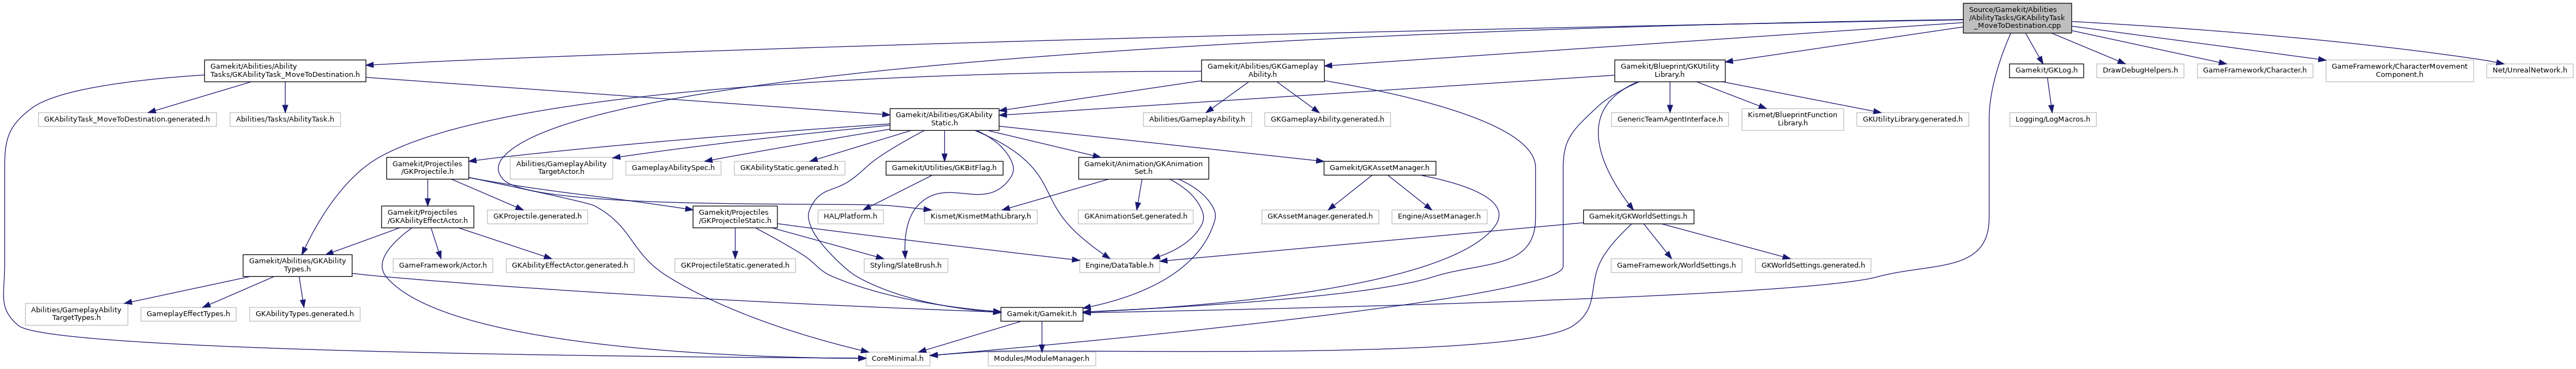 Source/Gamekit/Abilities
/AbilityTasks/GKAbilityTask
_MoveToDestination.cpp
Gamekit/Abilities/Ability
Tasks/GKAbilityTask_MoveToDestination.h
Gamekit/Abilities/GKGameplay
Ability.h
Gamekit/Blueprint/GKUtility
Library.h
Gamekit/GKLog.h
DrawDebugHelpers.h
GameFramework/Character.h
GameFramework/CharacterMovement
Component.h
Net/UnrealNetwork.h
GKAbilityTask_MoveToDestination.generated.h
Abilities/Tasks/AbilityTask.h
Gamekit/Abilities/GKAbility
Static.h
Abilities/GameplayAbility.h
GKGameplayAbility.generated.h
GenericTeamAgentInterface.h
Kismet/BlueprintFunction
Library.h
GKUtilityLibrary.generated.h
Logging/LogMacros.h
Gamekit/Projectiles
/GKProjectile.h
Abilities/GameplayAbility
TargetActor.h
GameplayAbilitySpec.h
GKAbilityStatic.generated.h
Gamekit/Utilities/GKBitFlag.h
Gamekit/Animation/GKAnimation
Set.h
Gamekit/GKAssetManager.h
Gamekit/Projectiles
/GKAbilityEffectActor.h
GKProjectile.generated.h
Gamekit/Projectiles
/GKProjectileStatic.h
HAL/Platform.h
Kismet/KismetMathLibrary.h
GKAnimationSet.generated.h
GKAssetManager.generated.h
Engine/AssetManager.h
Gamekit/GKWorldSettings.h
Gamekit/Abilities/GKAbility
Types.h
GameFramework/Actor.h
GKAbilityEffectActor.generated.h
GKProjectileStatic.generated.h
Styling/SlateBrush.h
Engine/DataTable.h
GameFramework/WorldSettings.h
GKWorldSettings.generated.h
Abilities/GameplayAbility
TargetTypes.h
GameplayEffectTypes.h
GKAbilityTypes.generated.h
Gamekit/Gamekit.h
CoreMinimal.h
Modules/ModuleManager.h